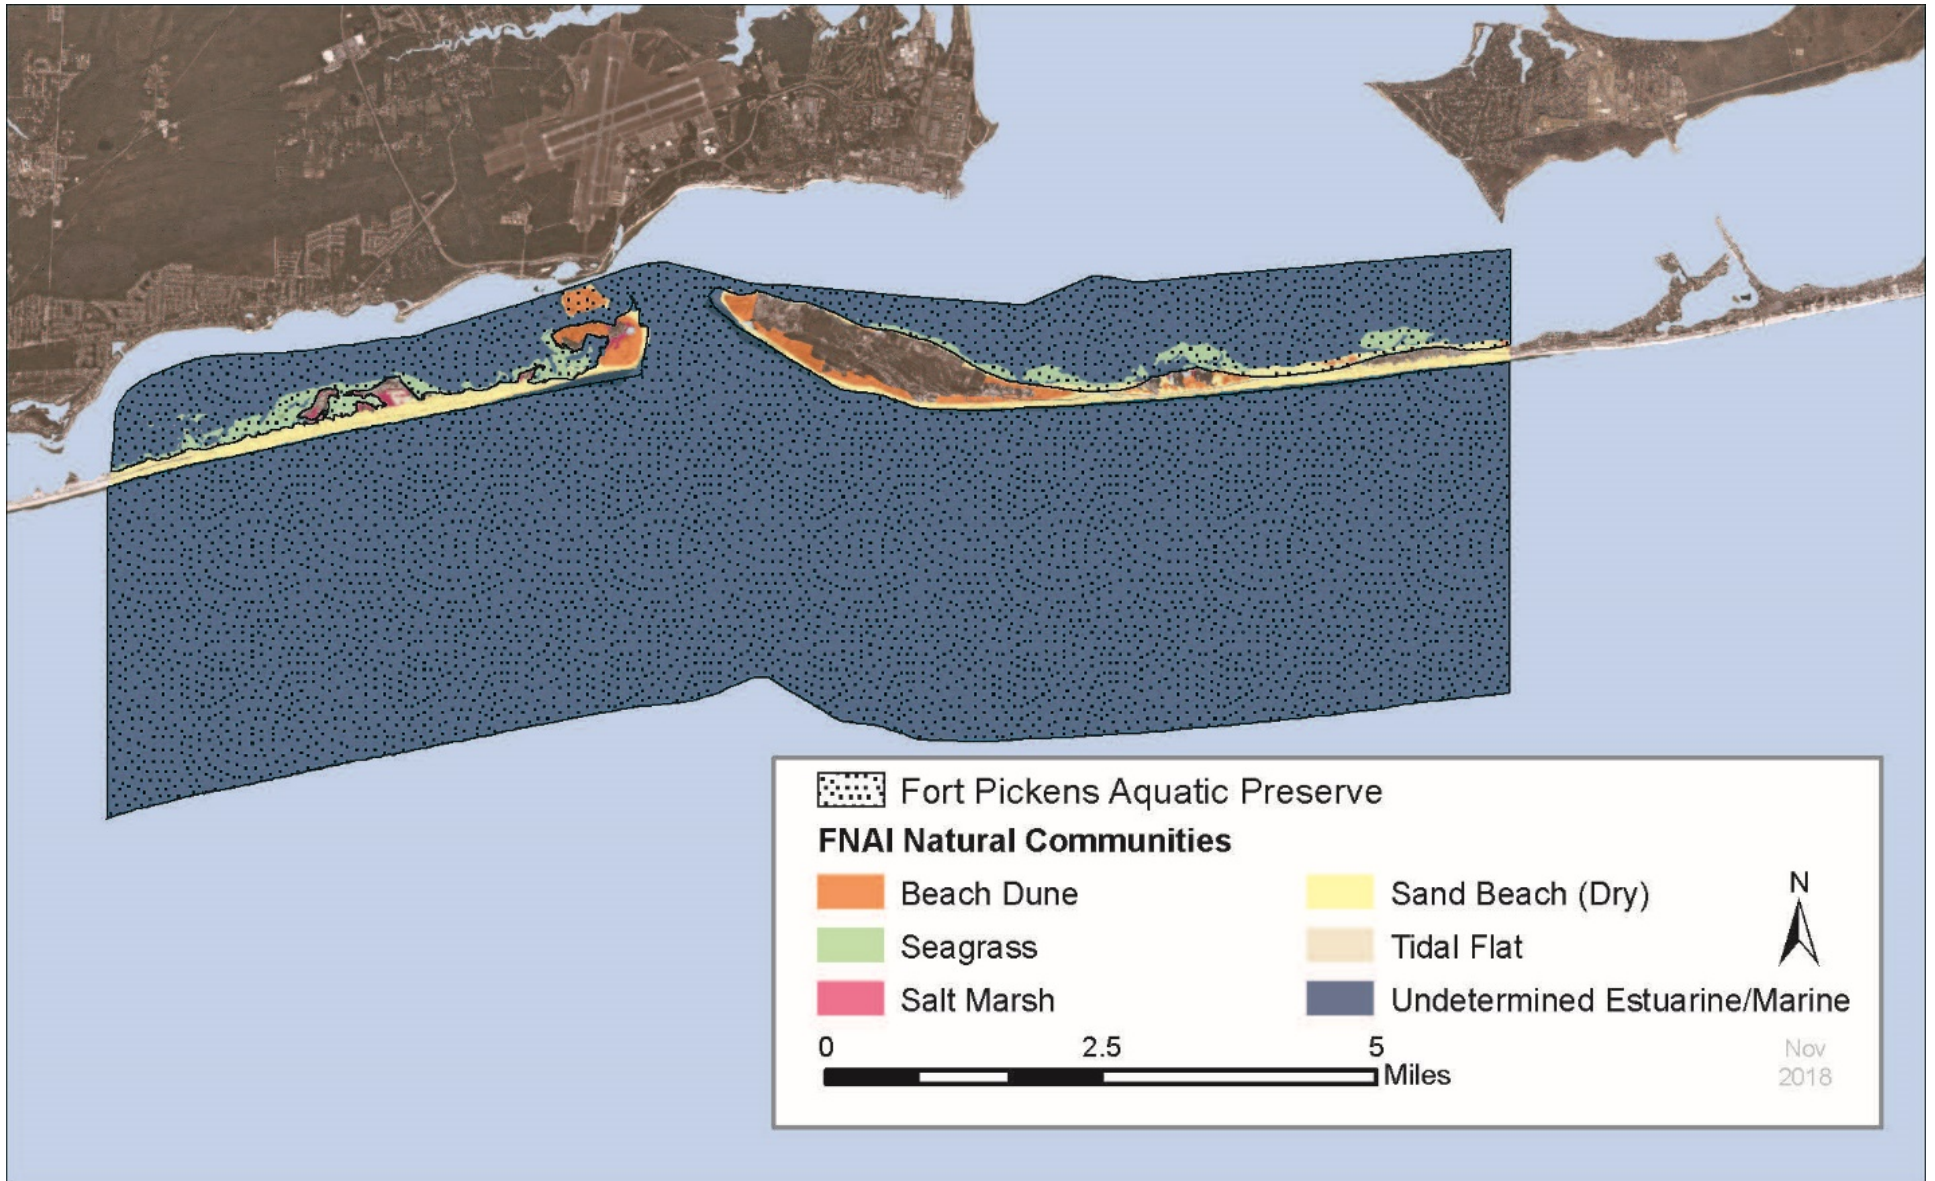 Fort Pickens Aquatic Preserve
FNAI Natural Communities
Beach Dune
Seagrass
Salt Marsh
Sand Beach (Dry)
Tidal Flat
Undetermined Estuarine/Marine
N
0 2.5 5
Miles
Nov
2018